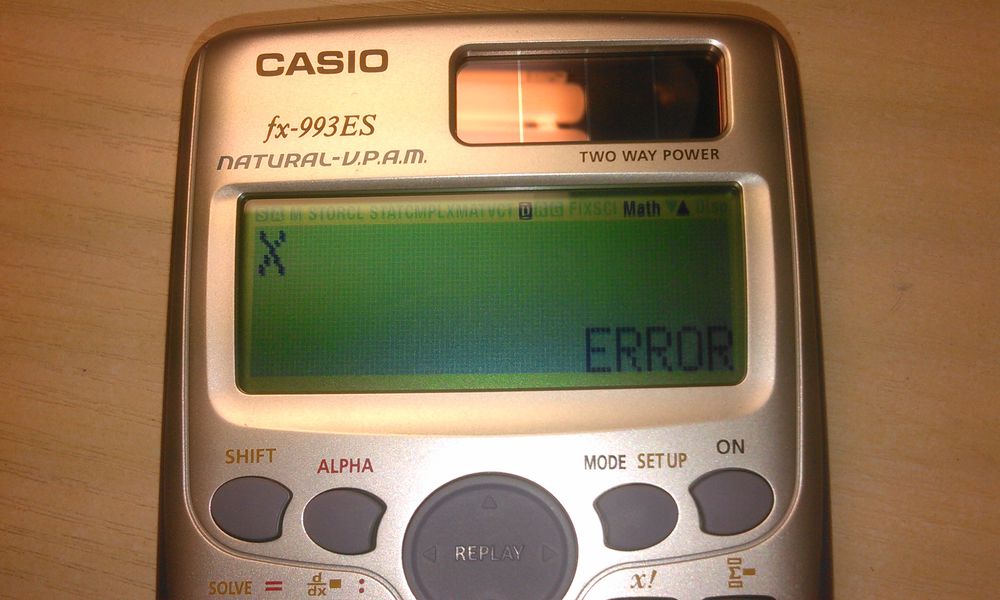 CASIO
fx-993ES
NATURAL-V.P.A.M.
TWO WAY POWER
M STO RCL STAT CMPLX MAT VCT D FIX SCI Math ▼▲ Disp
X
ERROR
SHIFT
ALPHA
MODE SETUP
ON
REPLAY
SOLVE = d/dx :
x!
Σ